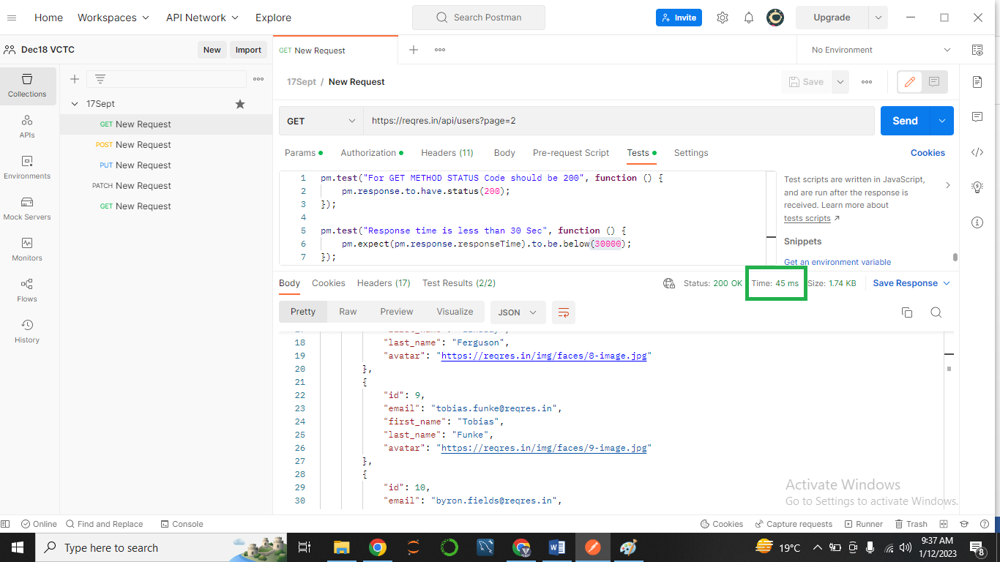 Home Workspaces API Network Explore Search Postman Invite Upgrade
Dec18 VCTC New Import GET New Request No Environment
17Sept / New Request Save
Collections
APIs
Environments
Mock Servers
Monitors
Flows
History
17Sept
GET New Request
POST New Request
PUT New Request
PATCH New Request
GET New Request
GET https://reqres.in/api/users?page=2 Send
Params Authorization Headers (11) Body Pre-request Script Tests Settings Cookies
1 pm.test("For GET METHOD STATUS Code should be 200", function () {
2 pm.response.to.have.status(200);
3 });
4
5 pm.test("Response time is less than 30 Sec", function () {
6 pm.expect(pm.response.responseTime).to.be.below(30000);
7 });
Test scripts are written in JavaScript,
and are run after the response is
received. Learn more about
tests scripts ↗
Snippets
Get an environment variable
Body Cookies Headers (17) Test Results (2/2) Status: 200 OK Time: 45 ms Size: 1.74 KB Save Response
Pretty Raw Preview Visualize JSON
18 "last_name": "Ferguson",
19 "avatar": "https://reqres.in/img/faces/8-image.jpg"
20 },
21 {
22 "id": 9,
23 "email": "tobias.funke@reqres.in",
24 "first_name": "Tobias",
25 "last_name": "Funke",
26 "avatar": "https://reqres.in/img/faces/9-image.jpg"
27 },
28 {
29 "id": 10,
30 "email": "byron.fields@reqres.in",
Activate Windows
Go to Settings to activate Windows.
Online Find and Replace Console Cookies Capture requests Runner Trash
Type here to search 19°C 9:37 AM
1/12/2023
8